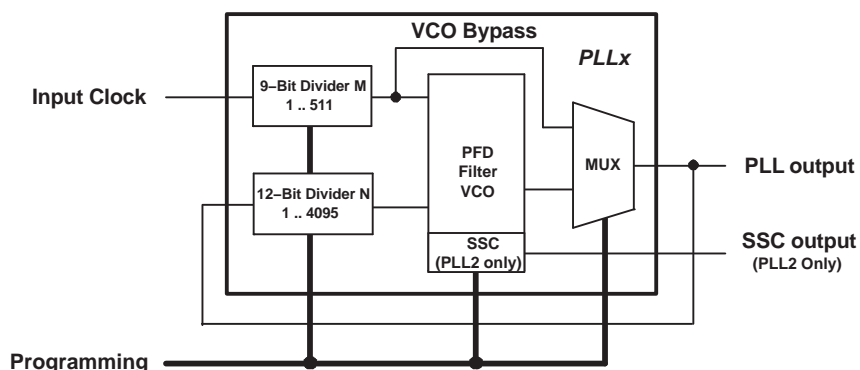 VCO Bypass
PLLx
Input Clock
9–Bit Divider M
1 .. 511
PFD
Filter
VCO
MUX
PLL output
12–Bit Divider N
1 .. 4095
SSC
(PLL2 only)
SSC output
(PLL2 Only)
Programming